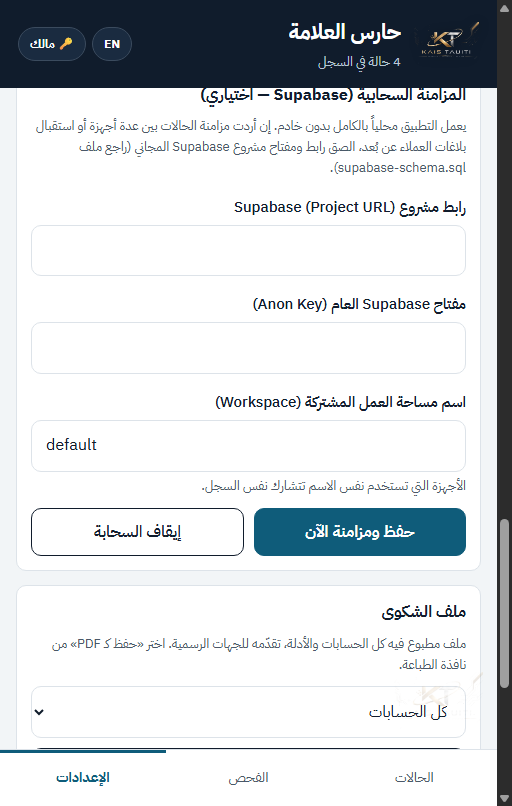 حارس العلامة
4 حالة في السجل
EN
مالك
KAIS TAUITI
المزامنة السحابية (Supabase — اختياري)
يعمل التطبيق محلياً بالكامل بدون خادم. إن أردت مزامنة الحالات بين عدة أجهزة أو استقبال
بلاغات العملاء عن بُعد، الصق رابط ومفتاح مشروع Supabase المجاني (راجع ملف
supabase-schema.sql).
رابط مشروع Supabase (Project URL)
مفتاح Supabase العام (Anon Key)
اسم مساحة العمل المشتركة (Workspace)
default
الأجهزة التي تستخدم نفس الاسم تتشارك نفس السجل.
حفظ ومزامنة الآن
إيقاف السحابة
ملف الشكوى
ملف مطبوع فيه كل الحسابات والأدلة، تقدّمه للجهات الرسمية. اختر «حفظ كـ PDF» من
نافذة الطباعة.
كل الحسابات
الحالات
الفحص
الإعدادات